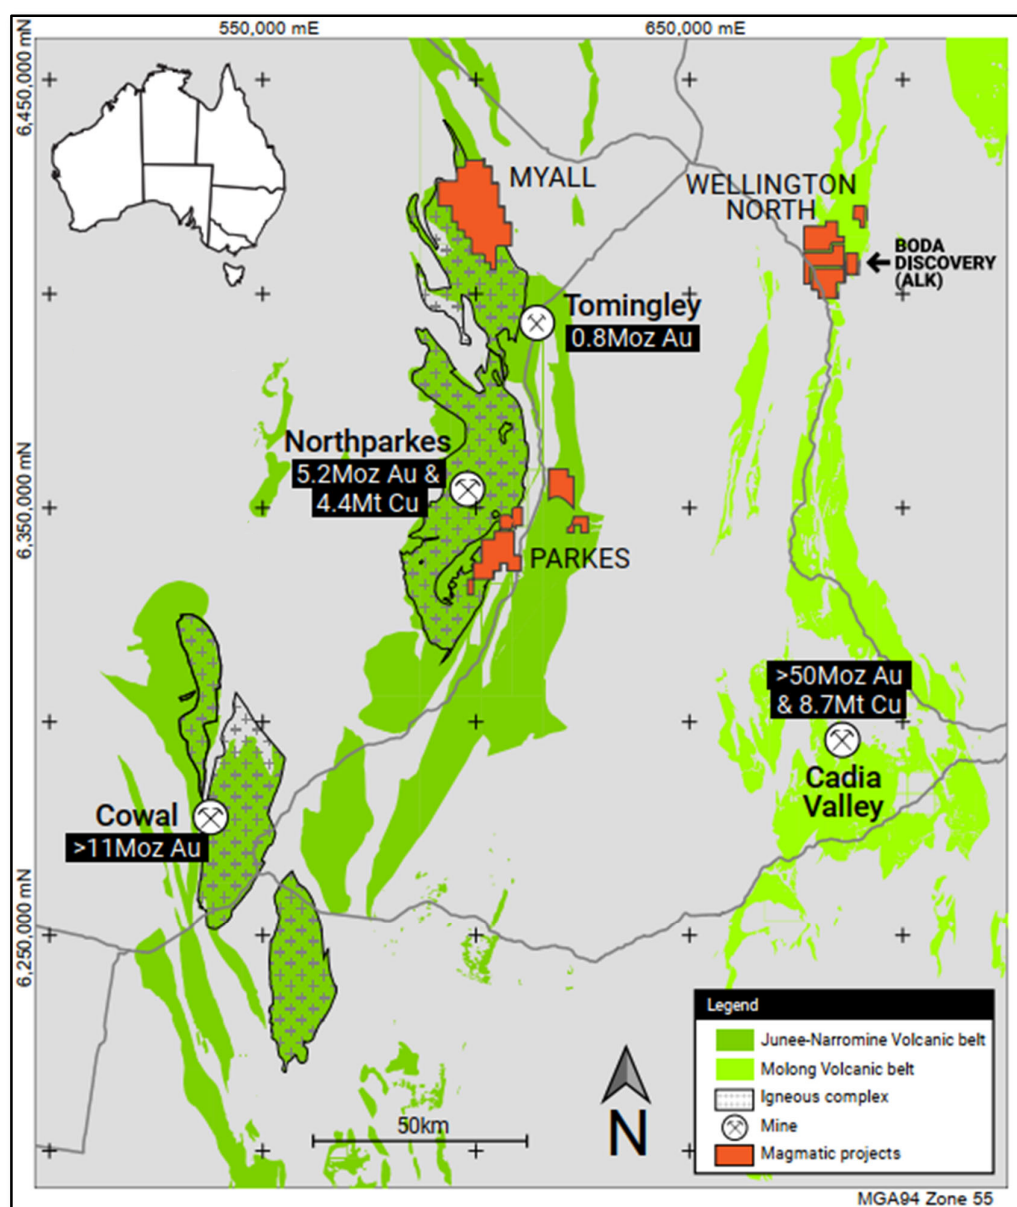 550,000 mE
650,000 mE
6,450,000 mN
MYALL
WELLINGTON
NORTH
BODA
DISCOVERY
(ALK)
Tomingley
0.8Moz Au
Northparkes
5.2Moz Au &
4.4Mt Cu
6,350,000 mN
PARKES
>50Moz Au
& 8.7Mt Cu
Cadia
Valley
Cowal
>11Moz Au
6,250,000 mN
Legend
Junee-Narromine Volcanic belt
Molong Volcanic belt
Igneous complex
Mine
Magmatic projects
50km
N
MGA94 Zone 55